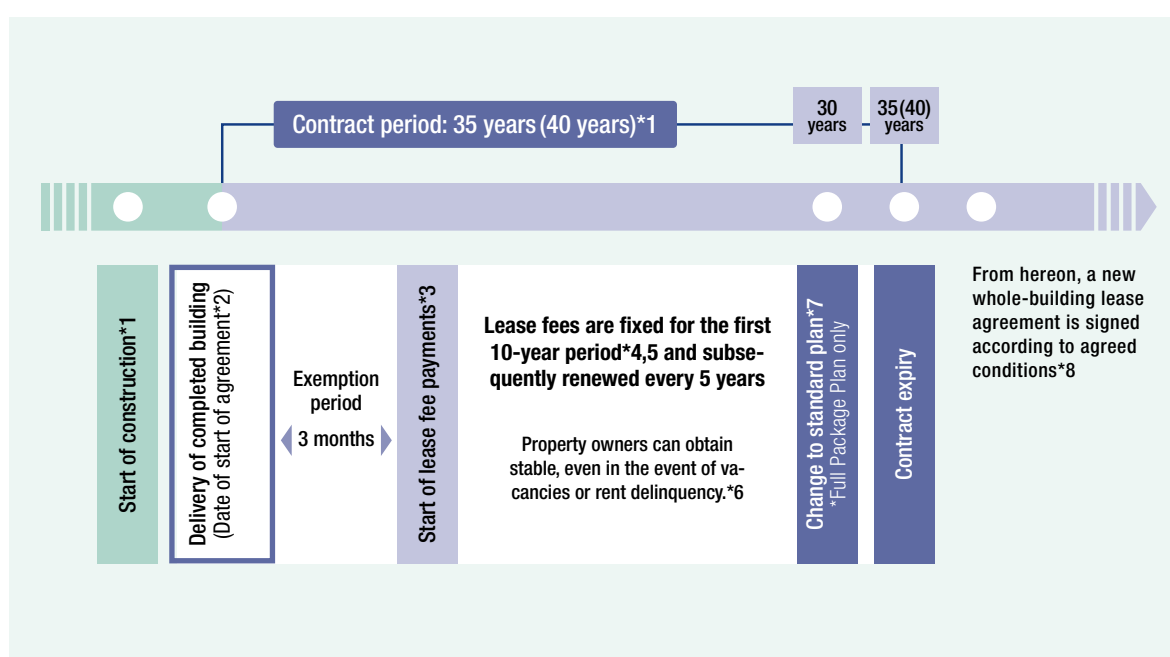 Contract period: 35 years (40 years)*1
30
years
35(40)
years
Start of construction*1
Delivery of completed building
(Date of start of agreement*2)
Exemption
period
3 months
Start of lease fee payments*3
Lease fees are fixed for the first
10-year period*4,5 and subse-
quently renewed every 5 years
Property owners can obtain
stable, even in the event of va-
cancies or rent delinquency.*6
Change to standard plan*7
*Full Package Plan only
Contract expiry
From hereon, a new
whole-building lease
agreement is signed
according to agreed
conditions*8